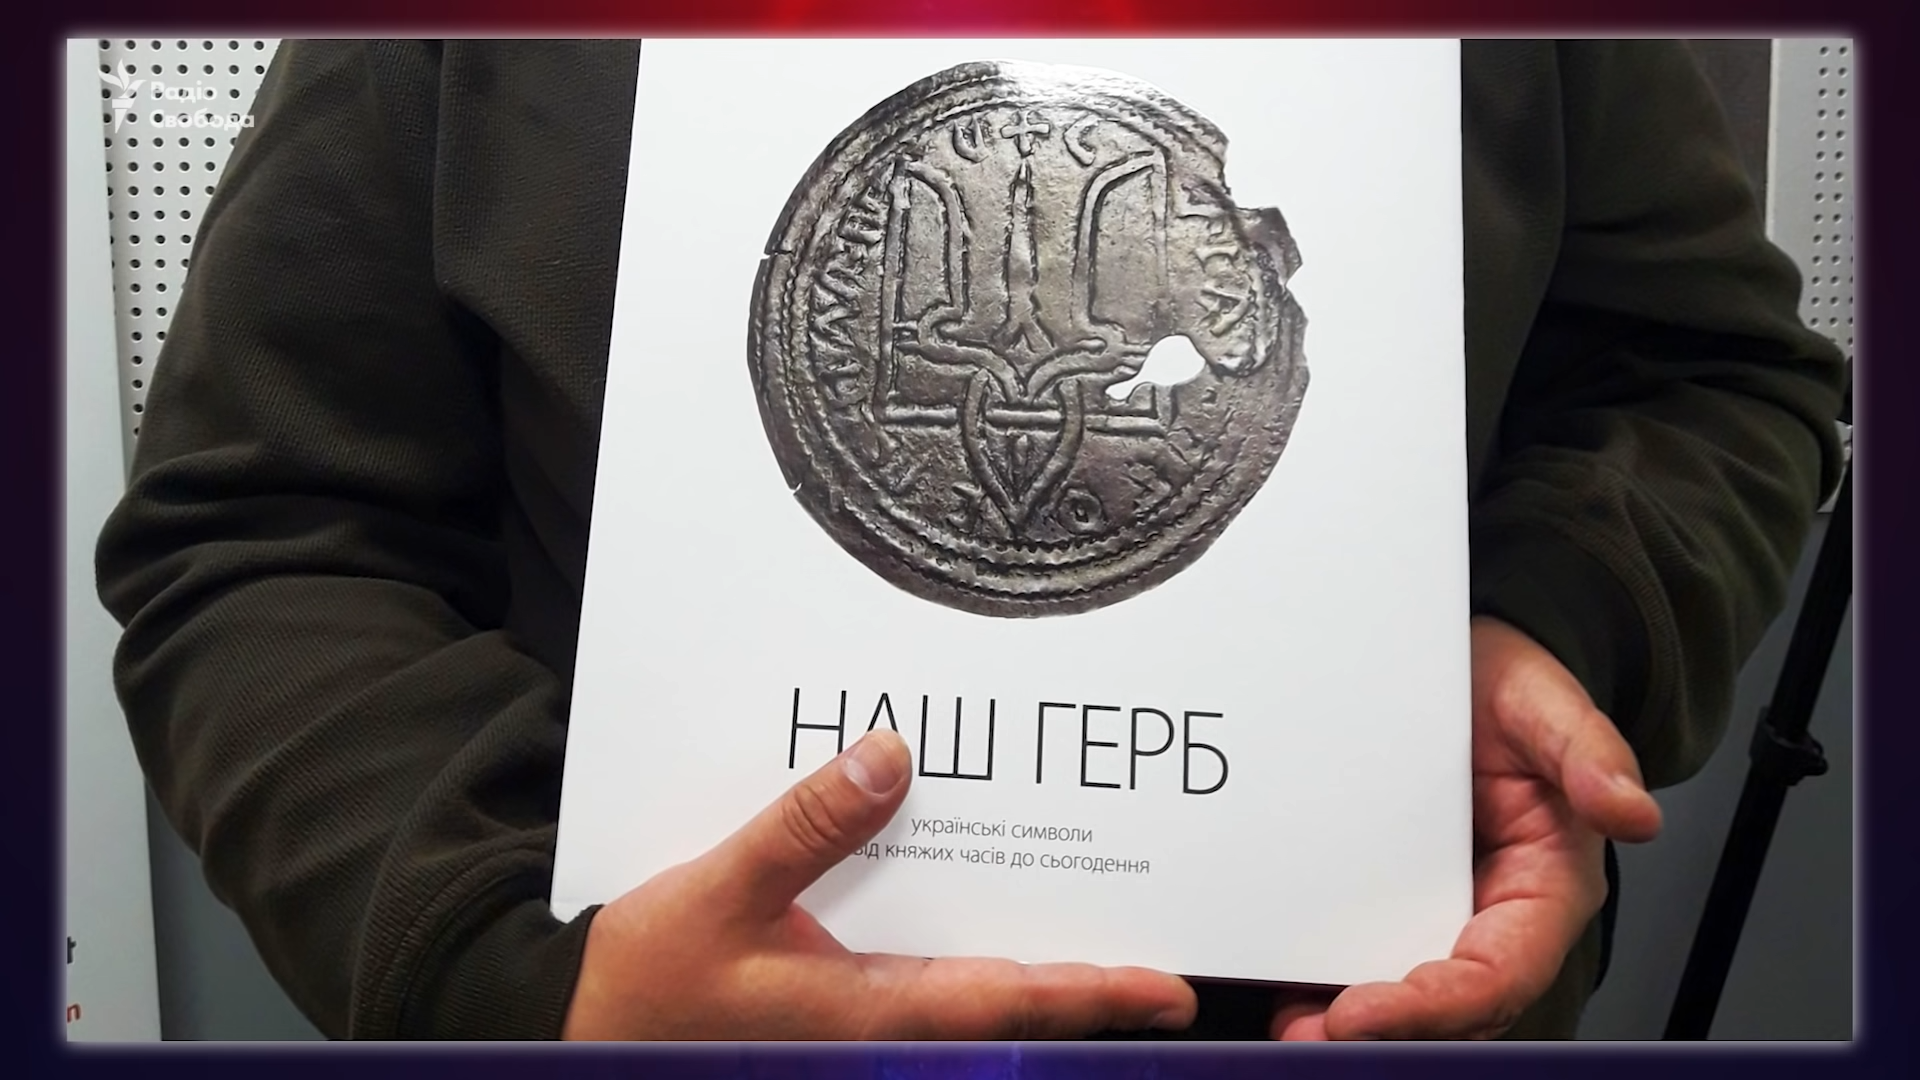 Радіо
Свобода
НАШ ГЕРБ
українські символи
від княжих часів до сьогодення